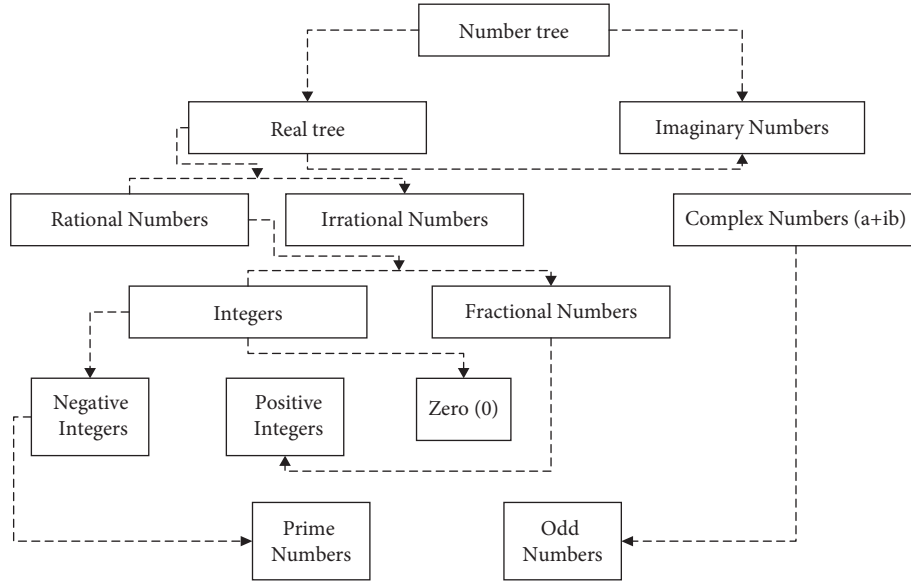 Number tree
Real tree
Imaginary Numbers
Rational Numbers
Irrational Numbers
Complex Numbers (a+ib)
Integers
Fractional Numbers
Negative
Integers
Positive
Integers
Zero (0)
Prime
Numbers
Odd
Numbers